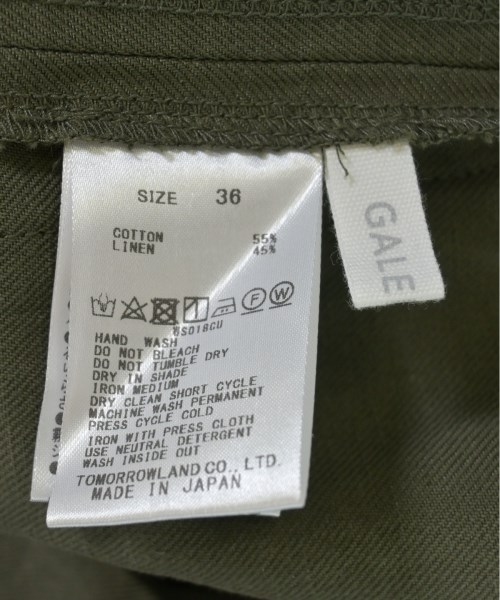 SIZE 36
COTTON 55%
LINEN 45%
F W
8S018CU
HAND WASH
DO NOT BLEACH
DO NOT TUMBLE DRY
DRY IN SHADE
IRON MEDIUM
DRY CLEAN SHORT CYCLE
MACHINE WASH PERMANENT
PRESS CYCLE COLD
IRON WITH PRESS CLOTH
USE NEUTRAL DETERGENT
WASH INSIDE OUT
TOMORROWLAND CO., LTD.
MADE IN JAPAN
GALE